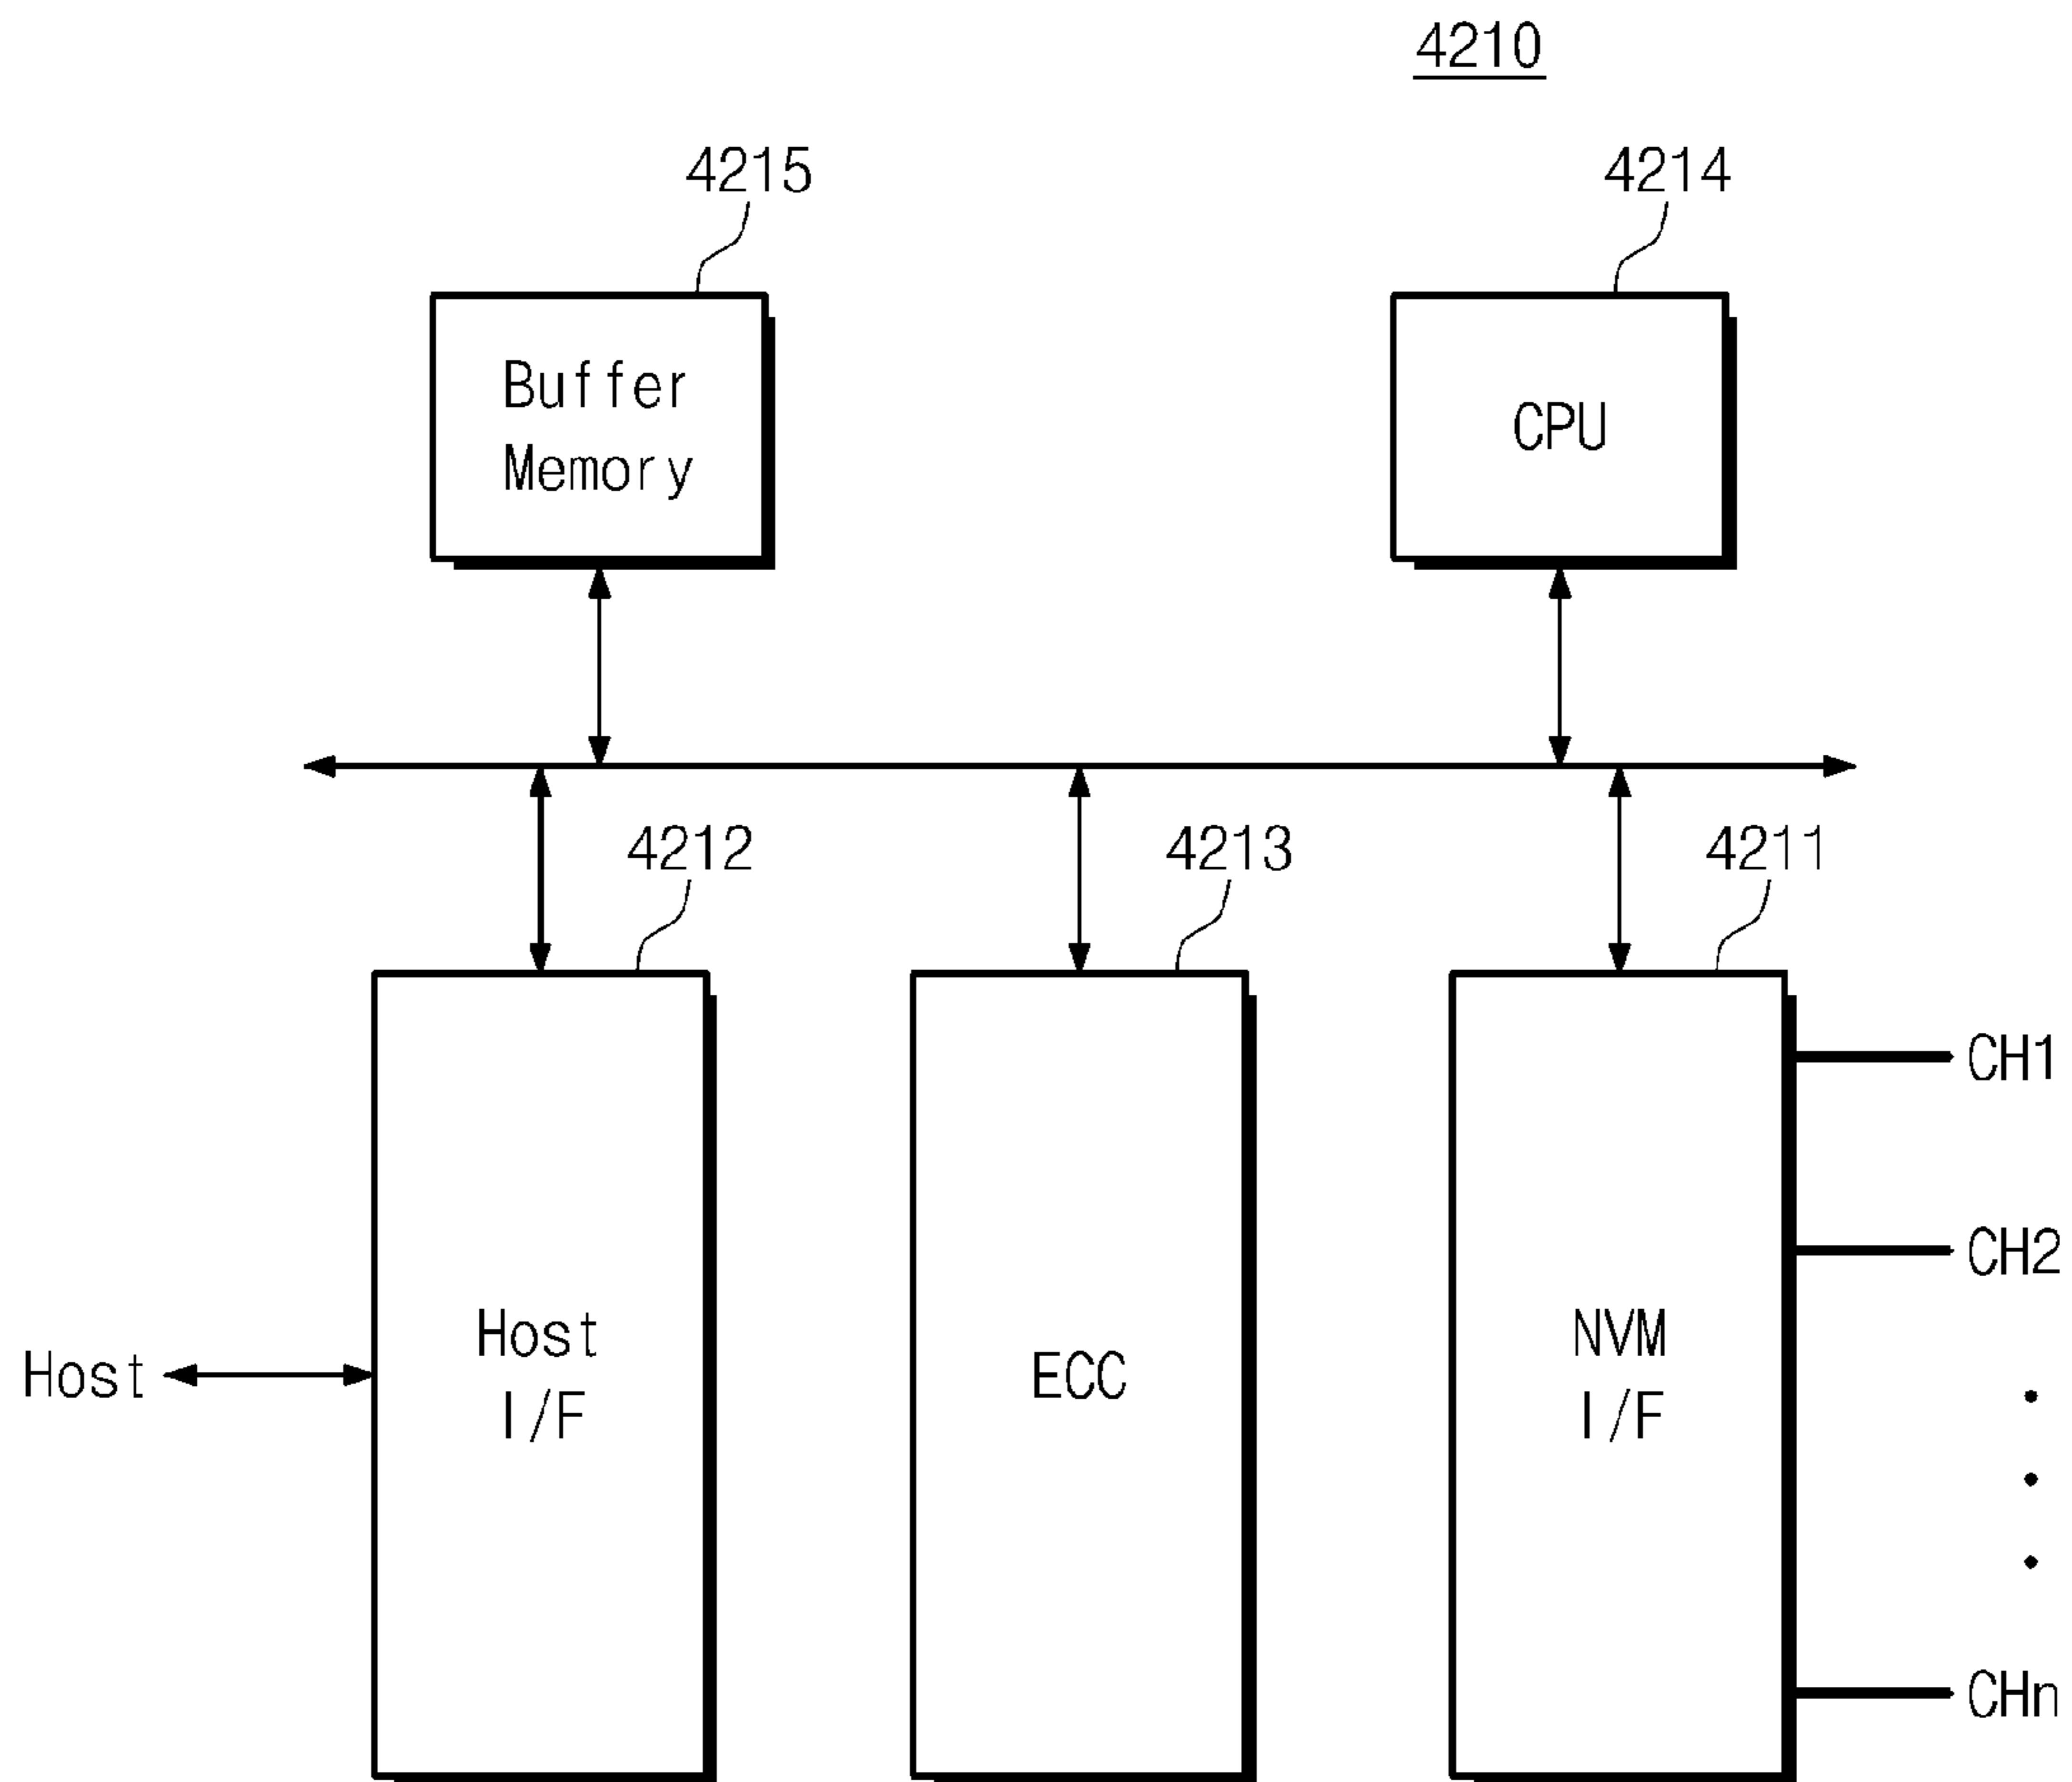 4210
4215
4214
Buffer
Memory
CPU
4212
4213
4211
Host
Host
I/F
ECC
NVM
I/F
CH1
CH2
CHn